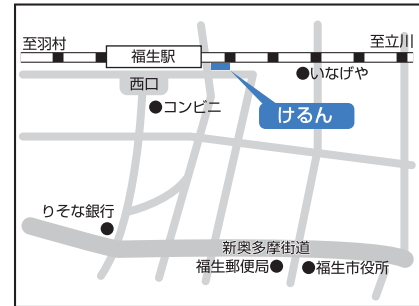 至羽村
福生駅
至立川
西口
いなげや
コンビニ
けるん
りそな銀行
新奥多摩街道
福生郵便局
福生市役所